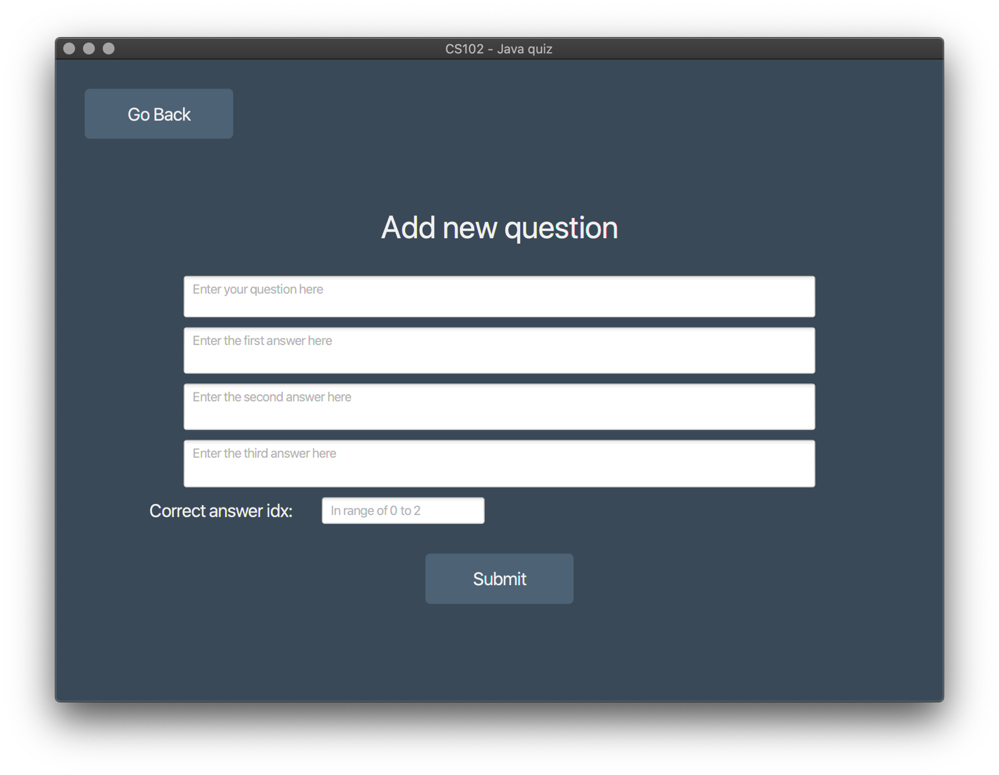 CS102 - Java quiz
Go Back
Add new question
Enter your question here
Enter the first answer here
Enter the second answer here
Enter the third answer here
Correct answer idx: In range of 0 to 2
Submit